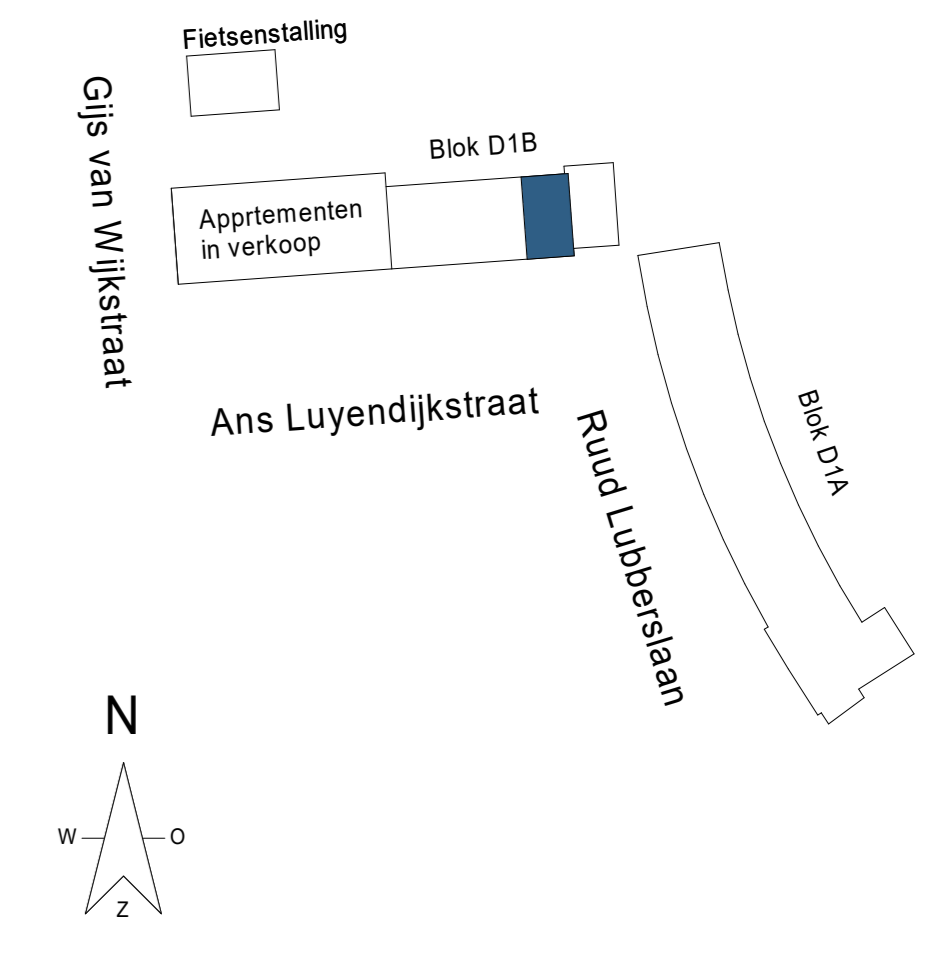 Fietsenstalling
Gijs van Wijkstraat
Blok D1B
Apprtementen
in verkoop
Ans Luyendijkstraat
Ruud Lubberslaan
Blok D1A
N
W
O
Z